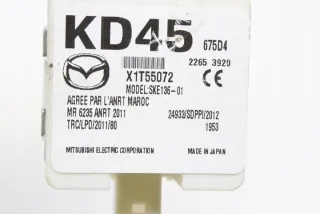 KD45 675D4
2265 3920
X1T55072 CE
MODEL:SKE136-01
AGREE PAR L'ANRT MAROC
MR 6235 ANRT 2011 24933/SDPPI/2012
TRC/LPD/2011/80 1953
MITSUBISHI ELECTRIC CORPORATION MADE IN JAPAN